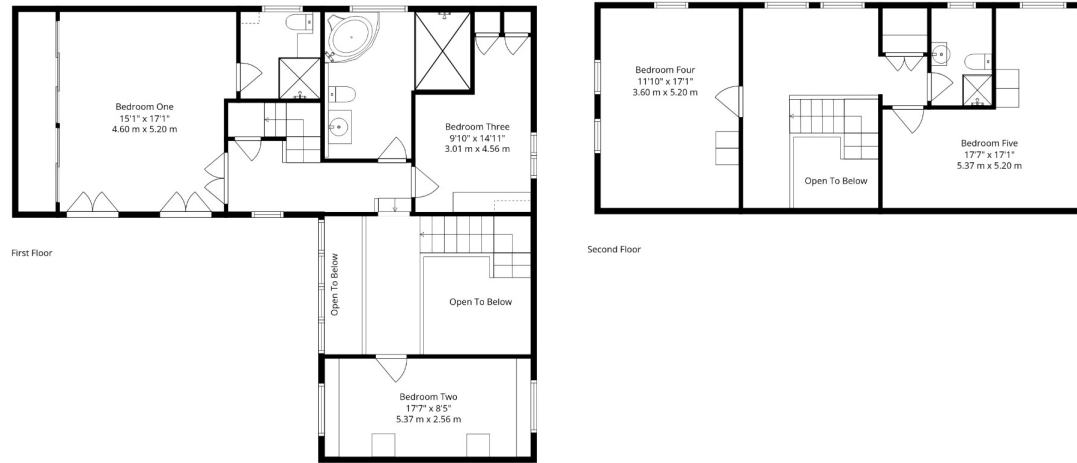 Bedroom One
15'1" x 17'1"
4.60 m x 5.20 m
Bedroom Three
9'10" x 14'11"
3.01 m x 4.56 m
First Floor
Open To Below
Open To Below
Bedroom Two
17'7" x 8'5"
5.37 m x 2.56 m
Bedroom Four
11'10" x 17'1"
3.60 m x 5.20 m
Bedroom Five
17'7" x 17'1"
5.37 m x 5.20 m
Open To Below
Second Floor